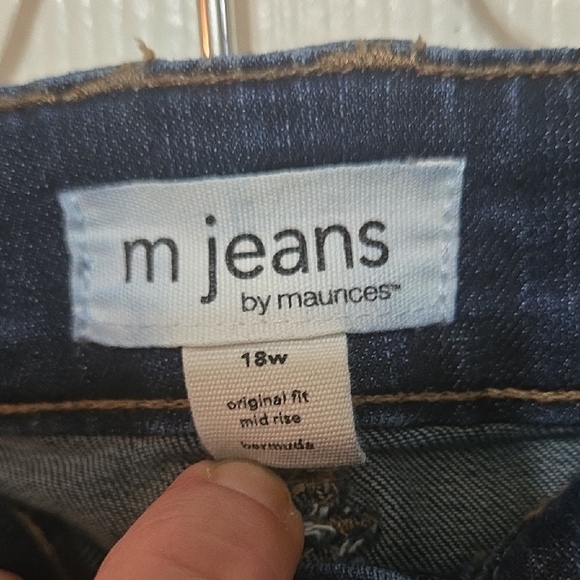 m jeans
by maurices™
18w
original fit
mid rise
bermuda